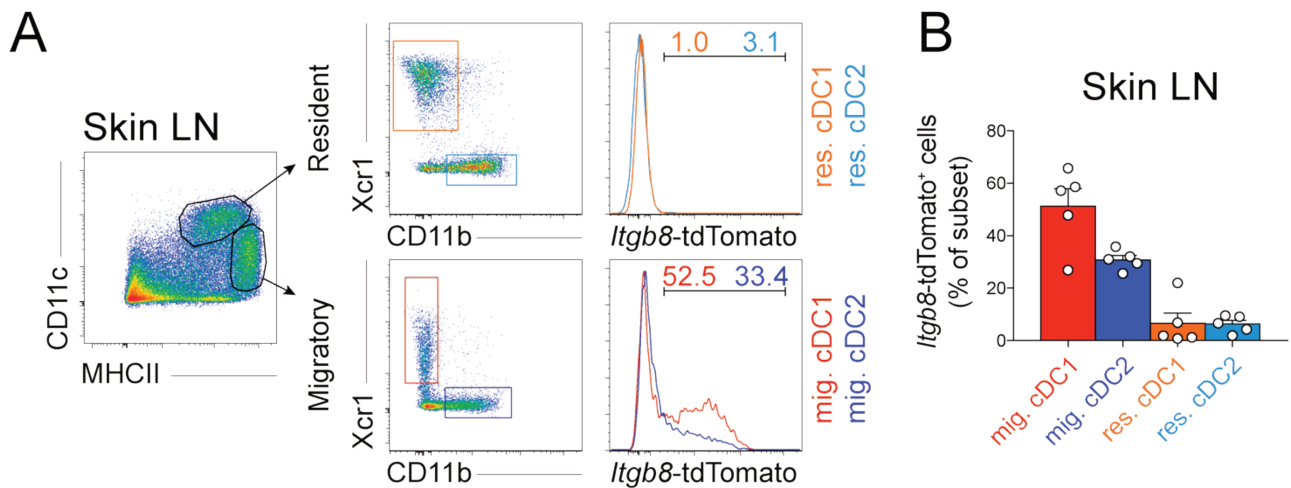 A
Skin LN
CD11c
MHCII
Resident
Xcr1
CD11b
1.0 3.1
Itgb8-tdTomato
res. cDC1
res. cDC2
Migratory
Xcr1
CD11b
52.5 33.4
Itgb8-tdTomato
mig. cDC1
mig. cDC2
B
Skin LN
Itgb8-tdTomato+ cells
(% of subset)
80
60
40
20
0
mig. cDC1
mig. cDC2
res. cDC1
res. cDC2